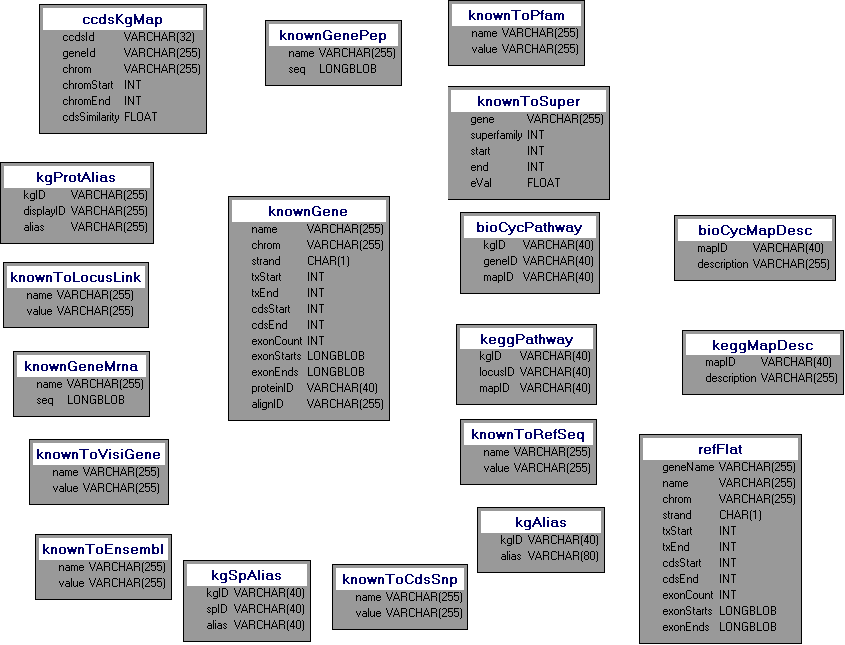 ccdsKgMap
ccdsId VARCHAR(32)
geneId VARCHAR(255)
chrom VARCHAR(255)
chromStart INT
chromEnd INT
cdsSimilarity FLOAT
knownGenePep
name VARCHAR(255)
seq LONGBLOB
knownToPfam
name VARCHAR(255)
value VARCHAR(255)
knownToSuper
gene VARCHAR(255)
superfamily INT
start INT
end INT
eVal FLOAT
kgProtAlias
kgID VARCHAR(255)
displayID VARCHAR(255)
alias VARCHAR(255)
knownGene
name VARCHAR(255)
chrom VARCHAR(255)
strand CHAR(1)
txStart INT
txEnd INT
cdsStart INT
cdsEnd INT
exonCount INT
exonStarts LONGBLOB
exonEnds LONGBLOB
proteinID VARCHAR(40)
alignID VARCHAR(255)
bioCycPathway
kgID VARCHAR(40)
geneID VARCHAR(40)
mapID VARCHAR(40)
bioCycMapDesc
mapID VARCHAR(40)
description VARCHAR(255)
knownToLocusLink
name VARCHAR(255)
value VARCHAR(255)
keggPathway
kgID VARCHAR(40)
locusID VARCHAR(40)
mapID VARCHAR(40)
keggMapDesc
mapID VARCHAR(40)
description VARCHAR(255)
knownGeneMrna
name VARCHAR(255)
seq LONGBLOB
knownToRefSeq
name VARCHAR(255)
value VARCHAR(255)
refFlat
geneName VARCHAR(255)
name VARCHAR(255)
chrom VARCHAR(255)
strand CHAR(1)
txStart INT
txEnd INT
cdsStart INT
cdsEnd INT
exonCount INT
exonStarts LONGBLOB
exonEnds LONGBLOB
knownToVisiGene
name VARCHAR(255)
value VARCHAR(255)
kgAlias
kgID VARCHAR(40)
alias VARCHAR(80)
knownToEnsembl
name VARCHAR(255)
value VARCHAR(255)
kgSpAlias
kgID VARCHAR(40)
spID VARCHAR(40)
alias VARCHAR(40)
knownToCdsSnp
name VARCHAR(255)
value VARCHAR(255)